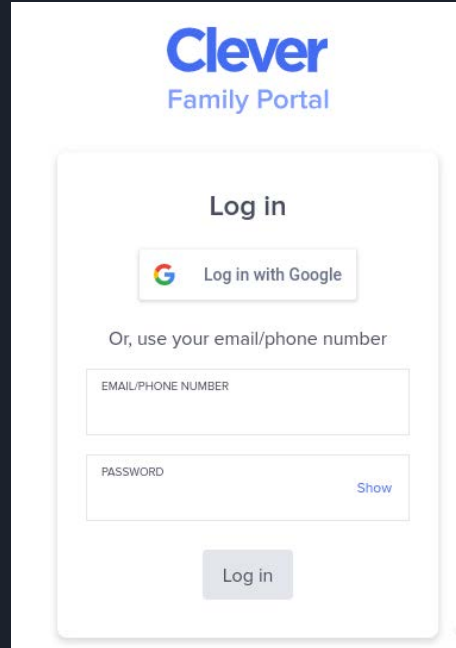 Clever
Family Portal
Log in
Log in with Google
Or, use your email/phone number
EMAIL/PHONE NUMBER
PASSWORD
Show
Log in